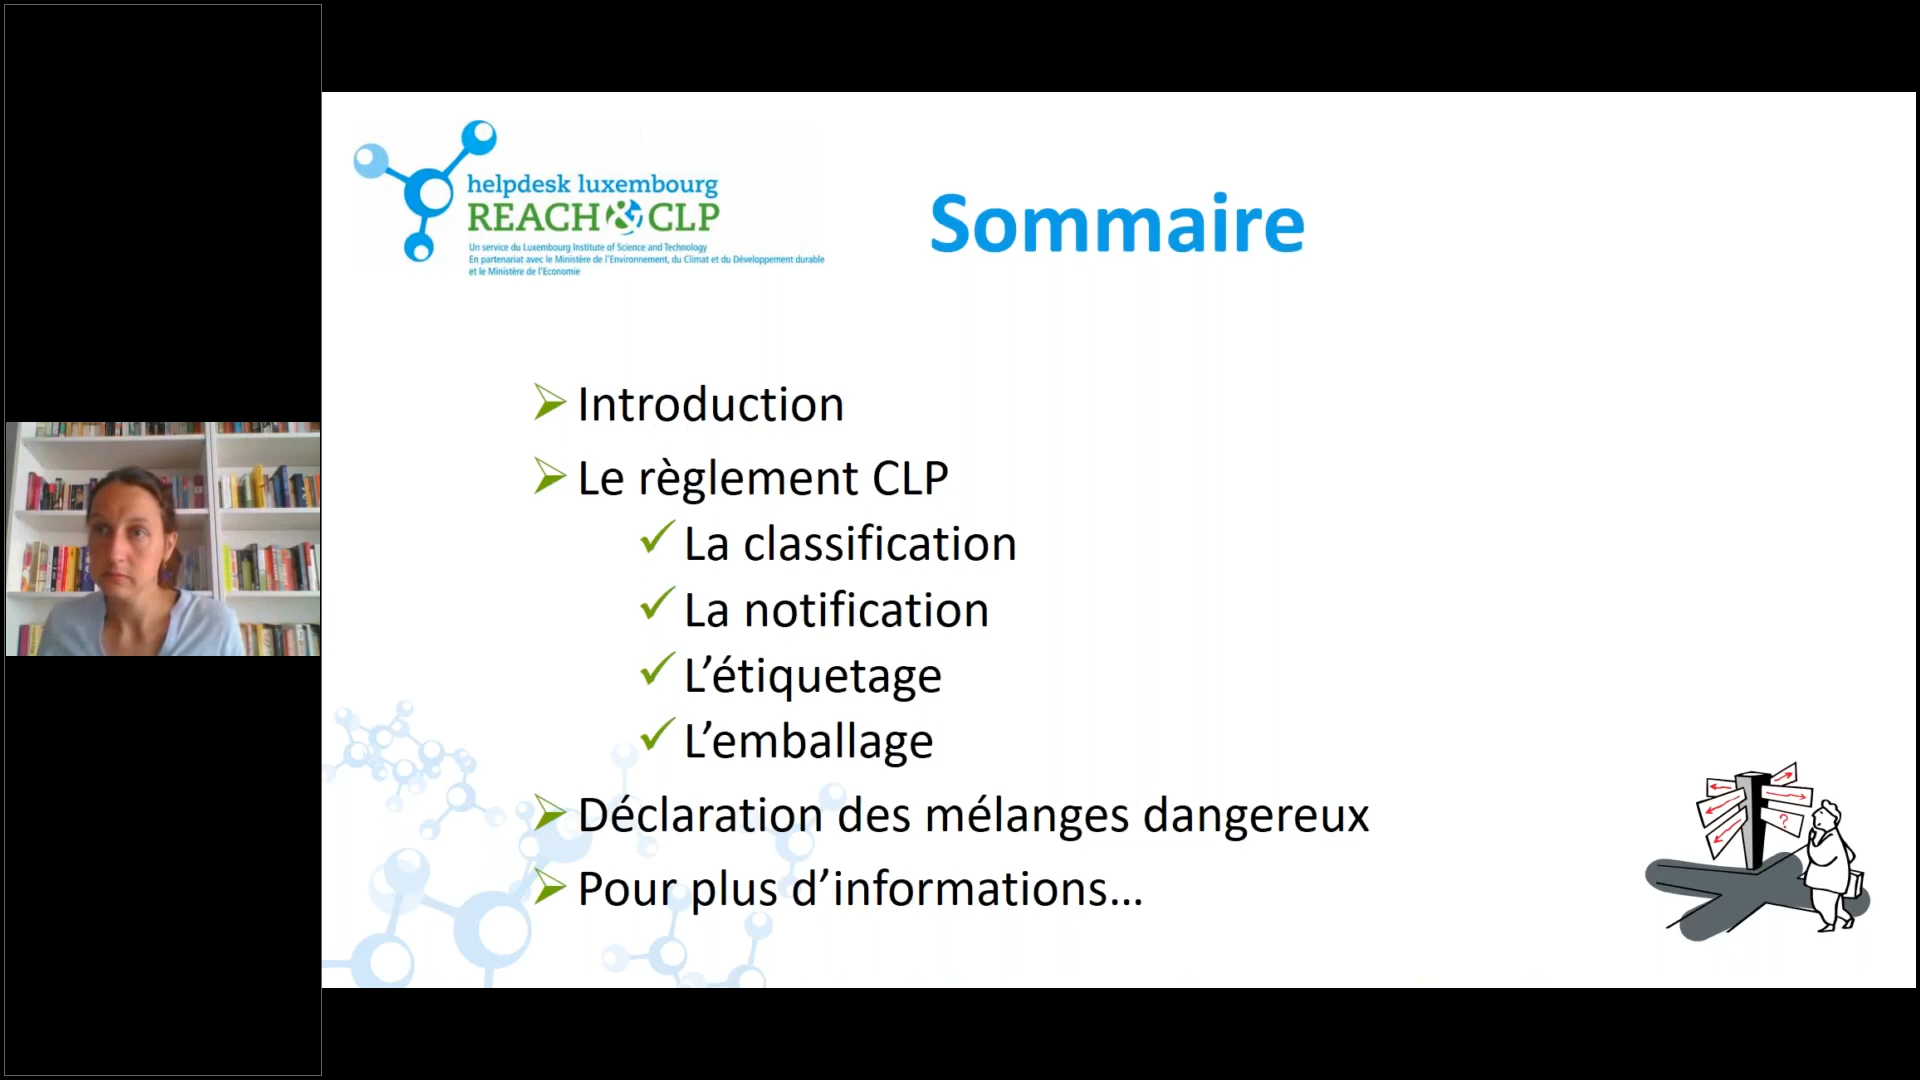 helpdesk luxembourg
REACH & CLP
Un service du Luxembourg Institute of Science and Technology
En partenariat avec le Ministère de l'Environnement, du Climat et du Développement durable
et le Ministère de l'Economie
Sommaire
Introduction
Le règlement CLP
La classification
La notification
L’étiquetage
L’emballage
Déclaration des mélanges dangereux
Pour plus d’informations…
?